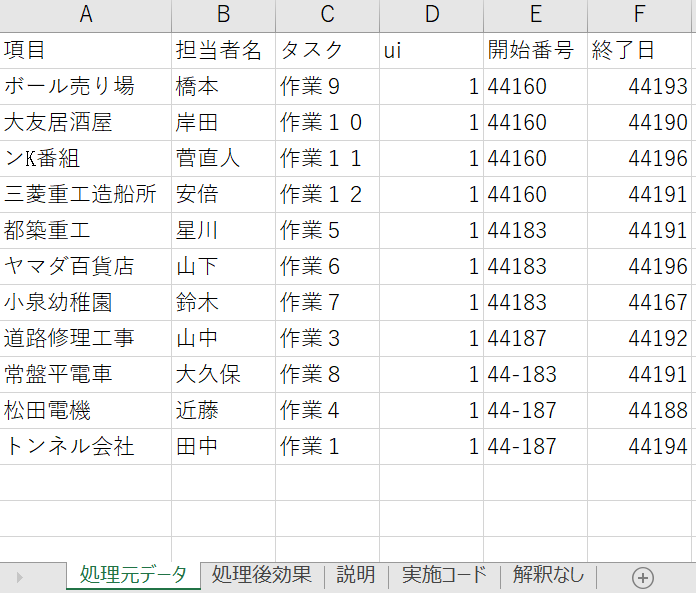 A B C D E F
項目 担当者名 タスク ui 開始番号 終了日
ボール売り場 橋本 作業９ 1 44160 44193
大友居酒屋 岸田 作業１０ 1 44160 44190
ンK番組 菅直人 作業１１ 1 44160 44196
三菱重工造船所 安倍 作業１２ 1 44160 44191
都築重工 星川 作業５ 1 44183 44191
ヤマダ百貨店 山下 作業６ 1 44183 44196
小泉幼稚園 鈴木 作業７ 1 44183 44167
道路修理工事 山中 作業３ 1 44187 44192
常盤平電車 大久保 作業８ 1 44-183 44191
松田電機 近藤 作業４ 1 44-187 44188
トンネル会社 田中 作業１ 1 44-187 44194
処理元データ 処理後効果 説明 実施コード 解釈なし